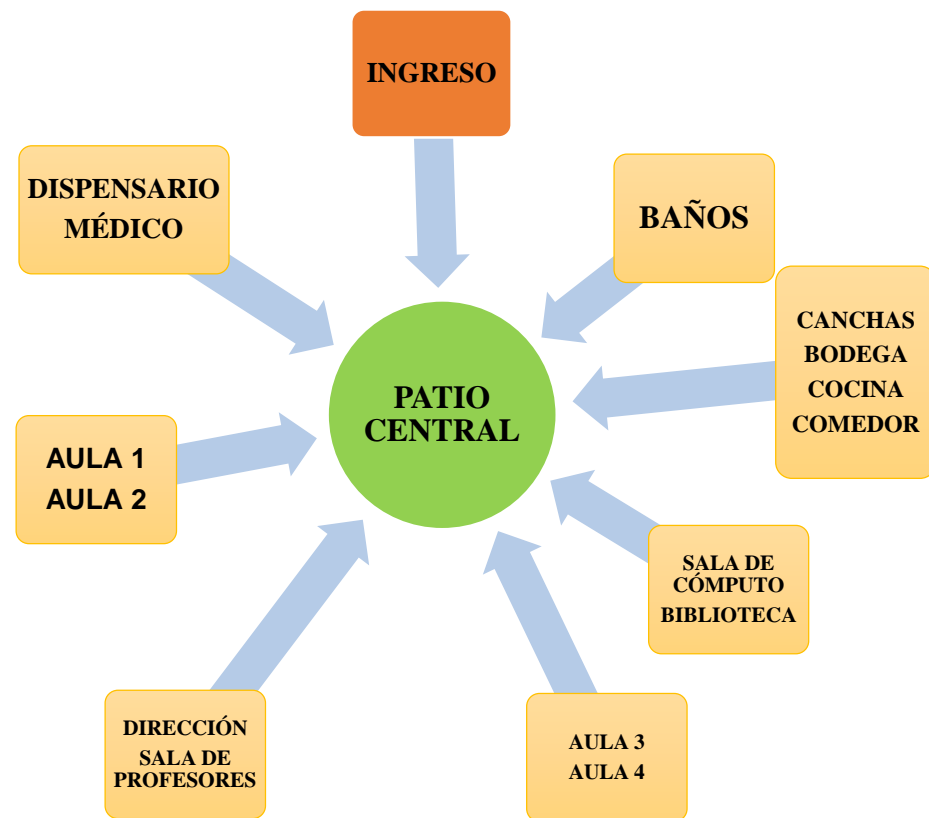 INGRESO
DISPENSARIO
MÉDICO
BAÑOS
CANCHAS
BODEGA
COCINA
COMEDOR
PATIO
CENTRAL
AULA 1
AULA 2
SALA DE
CÓMPUTO
BIBLIOTECA
DIRECCIÓN
SALA DE
PROFESORES
AULA 3
AULA 4